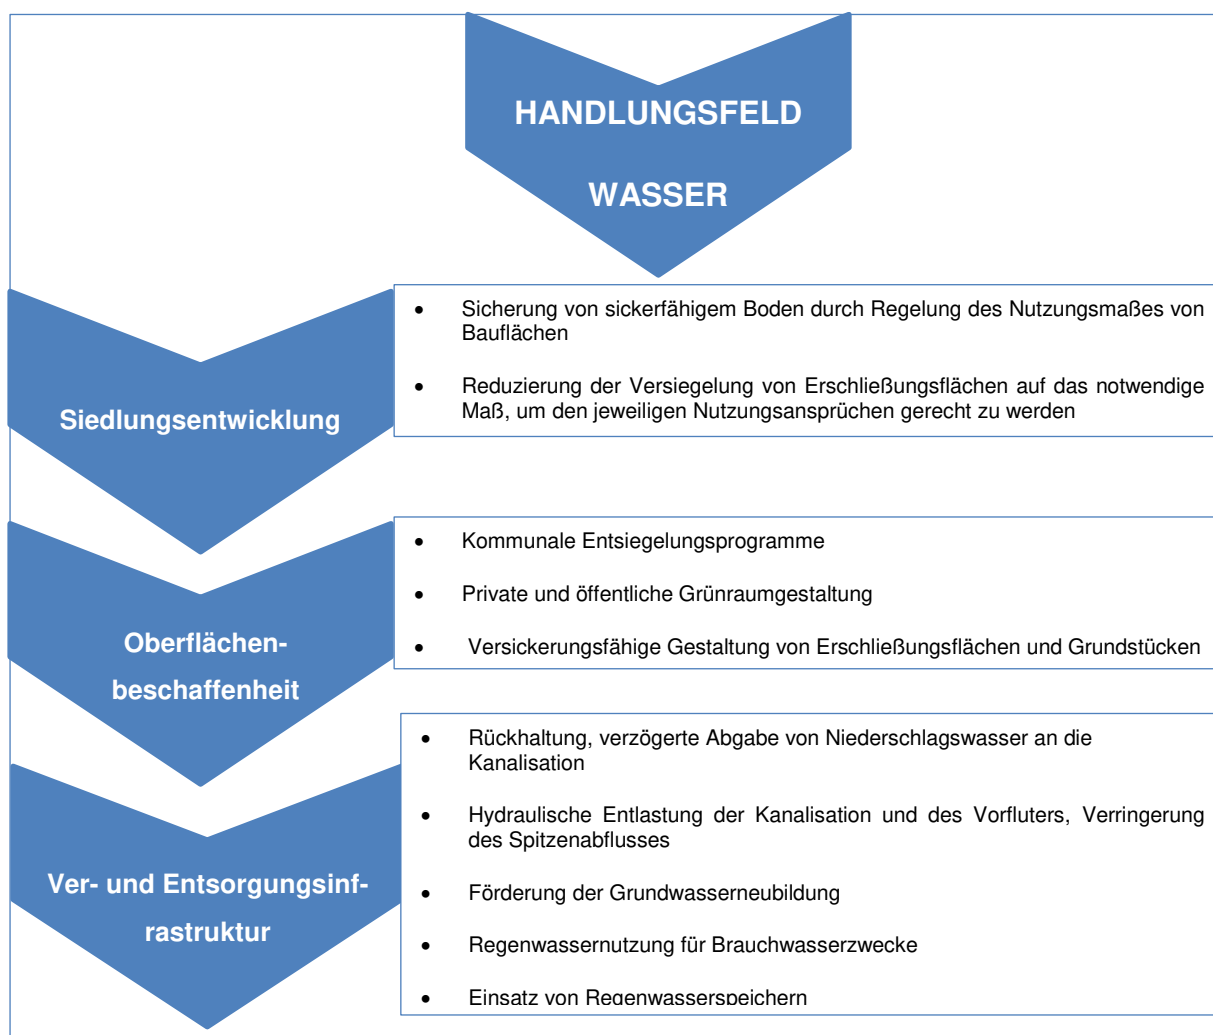 HANDLUNGSFELD
WASSER
Siedlungsentwicklung
• Sicherung von sickerfähigem Boden durch Regelung des Nutzungsmaßes von
Bauflächen
• Reduzierung der Versiegelung von Erschließungsflächen auf das notwendige
Maß, um den jeweiligen Nutzungsansprüchen gerecht zu werden
Oberflächen-
beschaffenheit
• Kommunale Entsiegelungsprogramme
• Private und öffentliche Grünraumgestaltung
• Versickerungsfähige Gestaltung von Erschließungsflächen und Grundstücken
Ver- und Entsorgungsinf-
rastruktur
• Rückhaltung, verzögerte Abgabe von Niederschlagswasser an die
Kanalisation
• Hydraulische Entlastung der Kanalisation und des Vorfluters, Verringerung
des Spitzenabflusses
• Förderung der Grundwasserneubildung
• Regenwassernutzung für Brauchwasserzwecke
• Einsatz von Regenwasserspeichern